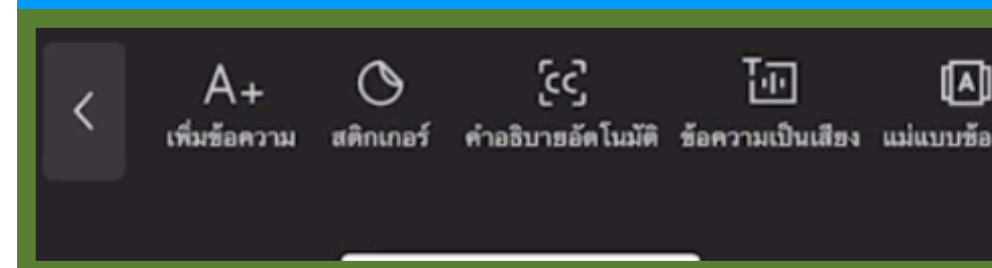 A+
เพิ่มข้อความ
สติกเกอร์
CC
คำอธิบายอัตโนมัติ
T
ข้อความเป็นเสียง
A
แม่แบบข้อ